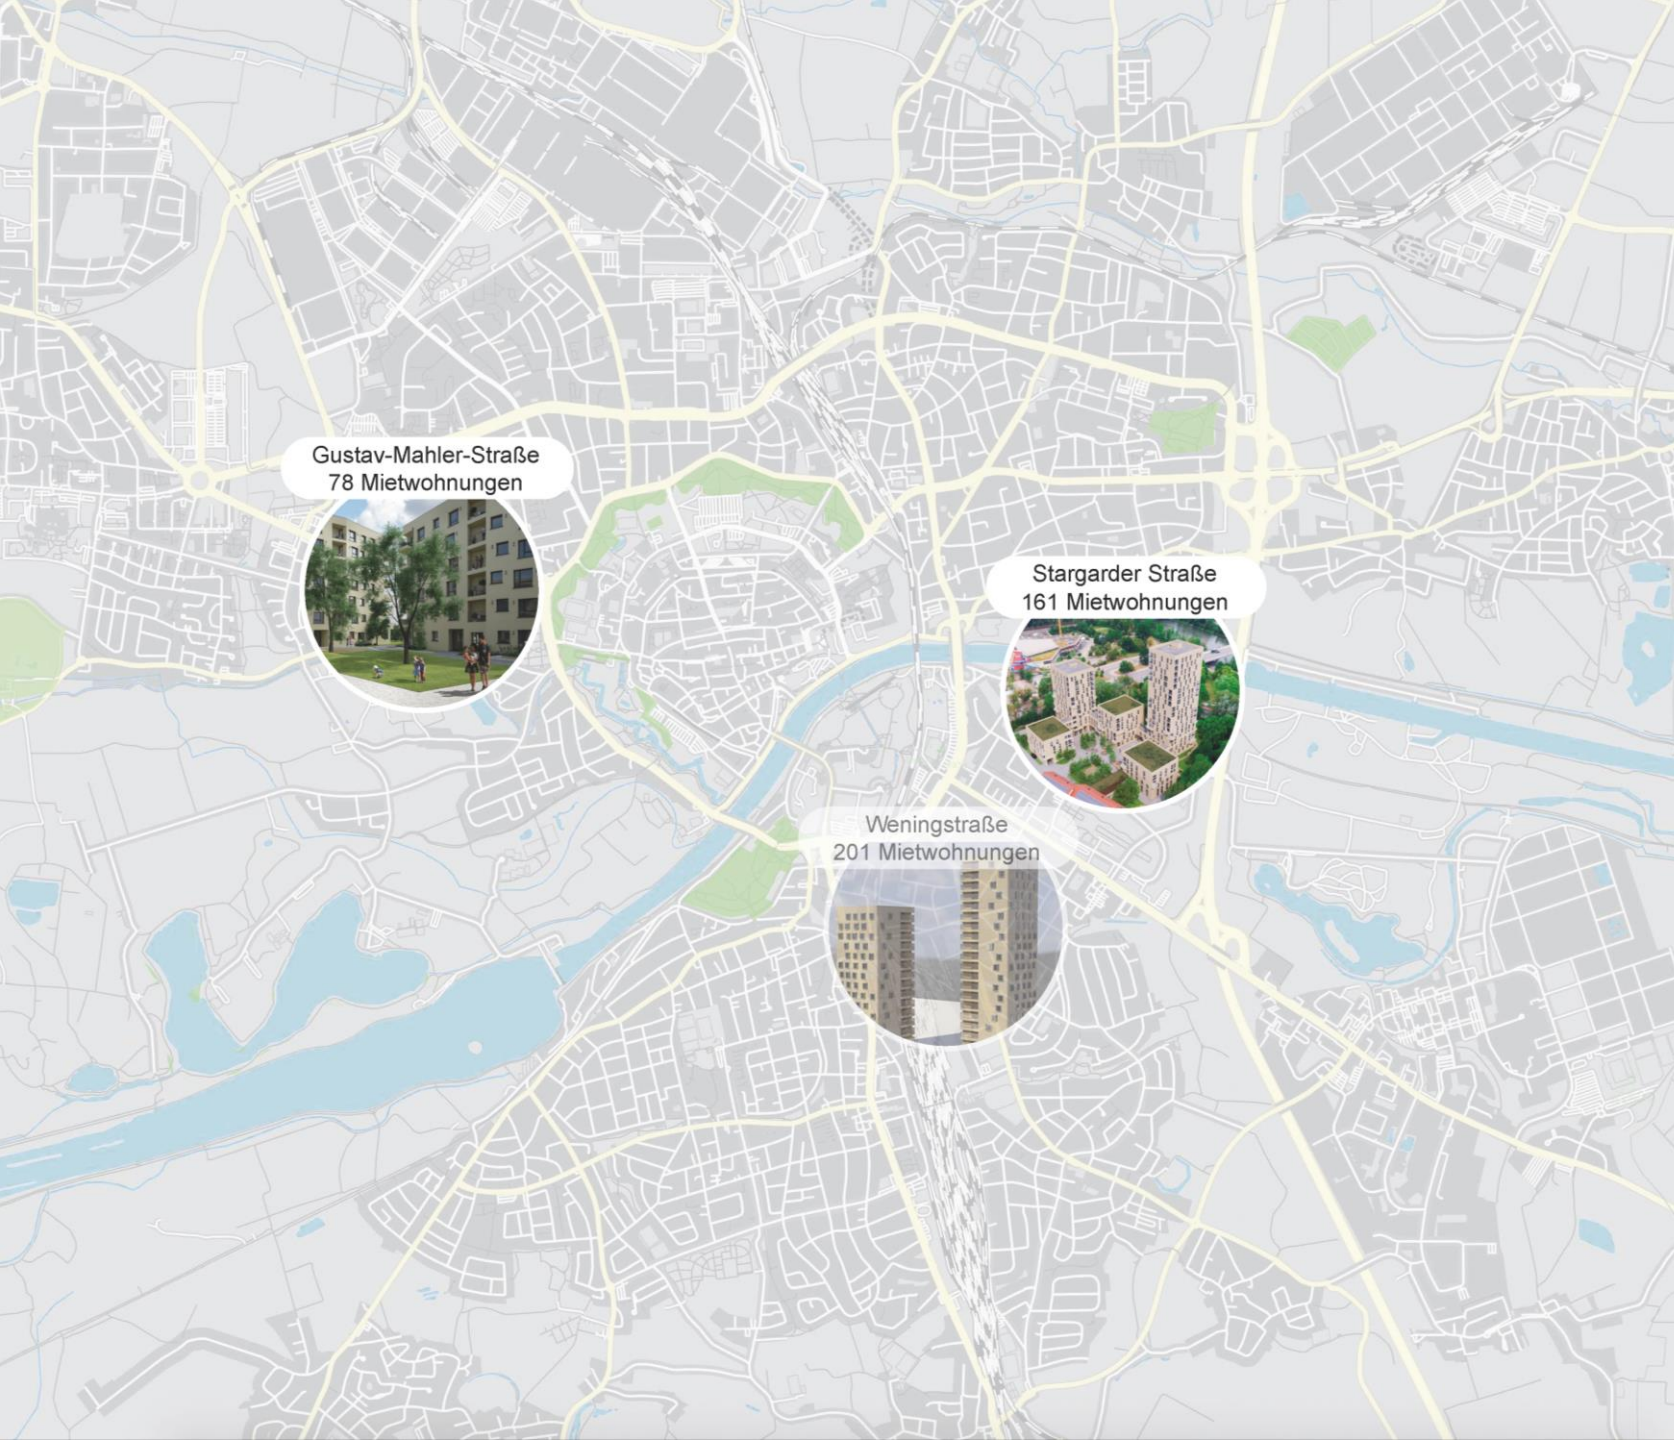 Gustav-Mahler-Straße
78 Mietwohnungen
Stargarder Straße
161 Mietwohnungen
Weningstraße
201 Mietwohnungen